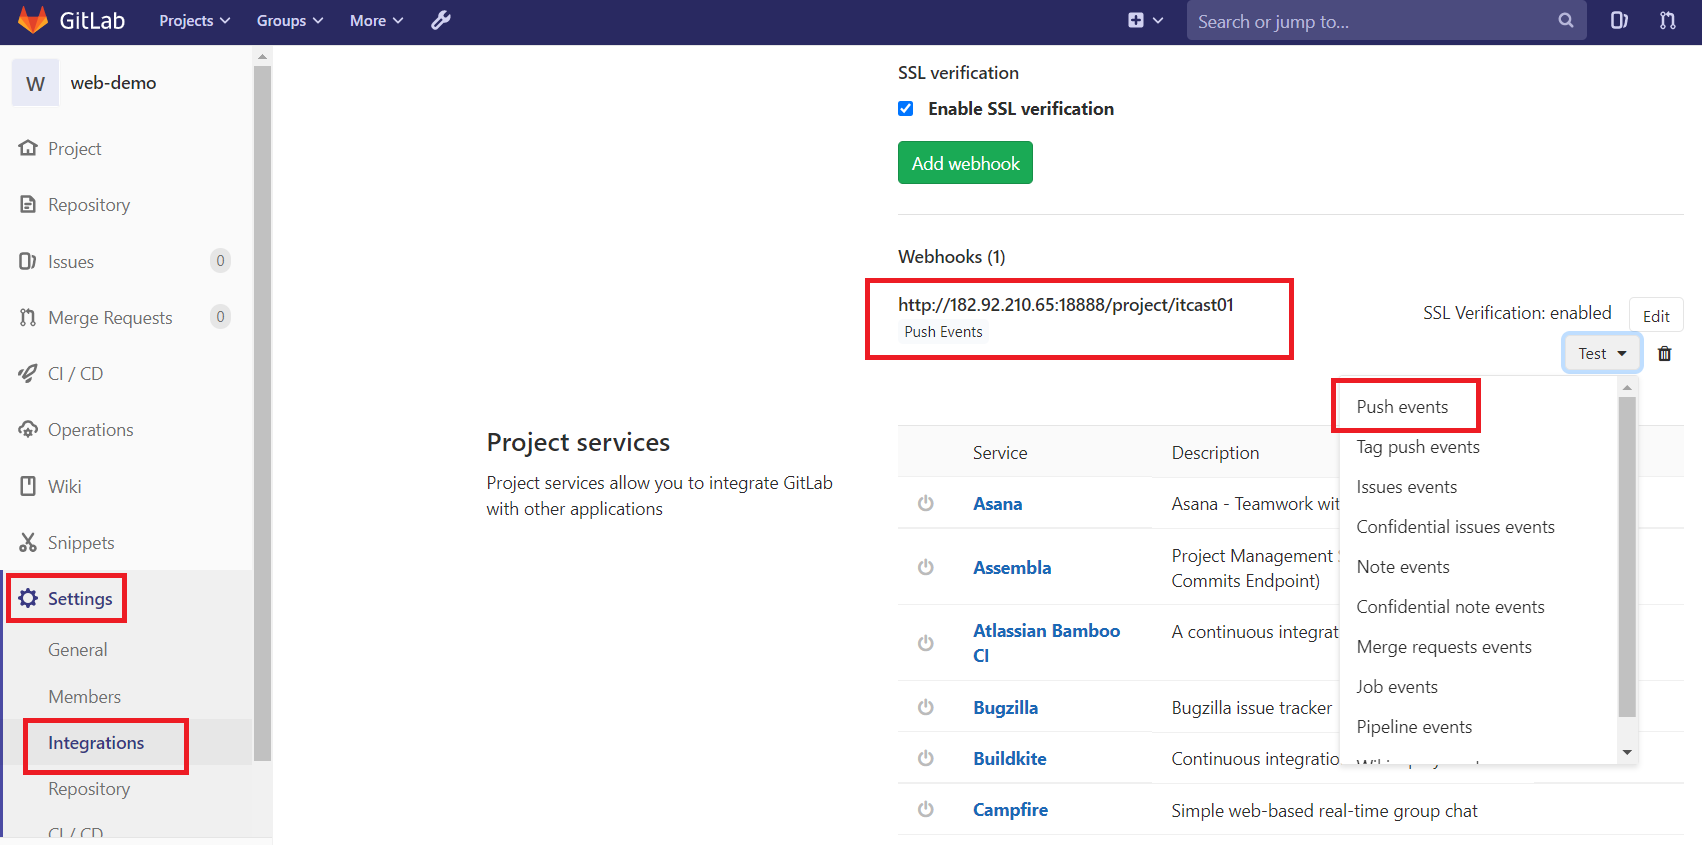 GitLab
Projects
Groups
More
Search or jump to...
W
web-demo
Project
Repository
Issues
0
Merge Requests
0
CI / CD
Operations
Wiki
Snippets
Settings
General
Members
Integrations
Repository
CI / CD
SSL verification
Enable SSL verification
Add webhook
Webhooks (1)
http://182.92.210.65:18888/project/itcast01
Push Events
SSL Verification: enabled
Edit
Test
Push events
Tag push events
Issues events
Confidential issues events
Note events
Confidential note events
Merge requests events
Job events
Pipeline events
Project services
Project services allow you to integrate GitLab
with other applications
Service
Description
Asana
Asana - Teamwork wit
Assembla
Project Management
Commits Endpoint)
Atlassian Bamboo
CI
A continuous integrat
Bugzilla
Bugzilla issue tracker
Buildkite
Continuous integratio
Campfire
Simple web-based real-time group chat